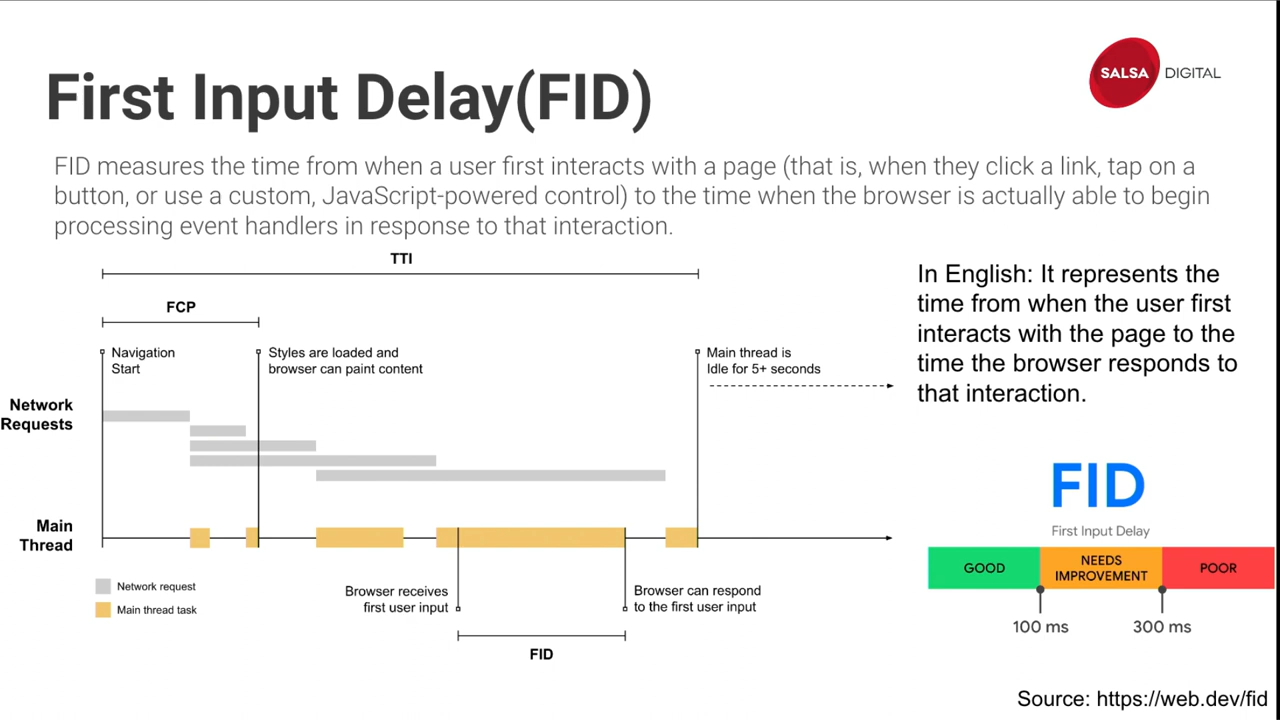 SALSA DIGITAL
First Input Delay(FID)
FID measures the time from when a user first interacts with a page (that is, when they click a link, tap on a
button, or use a custom, JavaScript-powered control) to the time when the browser is actually able to begin
processing event handlers in response to that interaction.
TTI
FCP
Navigation
Start
Styles are loaded and
browser can paint content
Main thread is
Idle for 5+ seconds
Network
Requests
Main
Thread
Network request
Main thread task
Browser receives
first user input
Browser can respond
to the first user input
FID
In English: It represents the
time from when the user first
interacts with the page to the
time the browser responds to
that interaction.
FID
First Input Delay
GOOD
NEEDS
IMPROVEMENT
POOR
100 ms
300 ms
Source: https://web.dev/fid